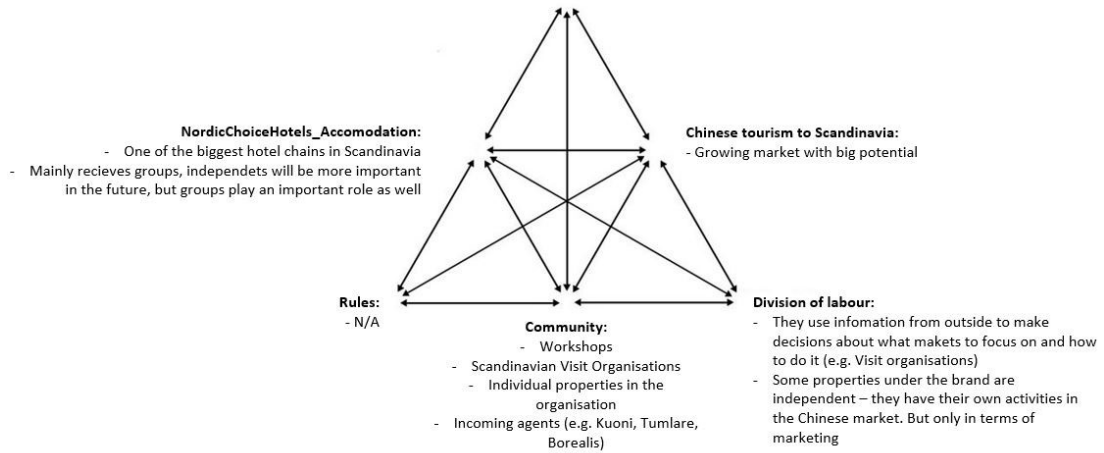 NordicChoiceHotels_Accomodation:
- One of the biggest hotel chains in Scandinavia
- Mainly recieves groups, independets will be more important
in the future, but groups play an important role as well
Chinese tourism to Scandinavia:
- Growing market with big potential
Rules:
- N/A
Community:
- Workshops
- Scandinavian Visit Organisations
- Individual properties in the
organisation
- Incoming agents (e.g. Kuoni, Tumlare,
Borealis)
Division of labour:
- They use infomation from outside to make
decisions about what makets to focus on and how
to do it (e.g. Visit organisations)
- Some properties under the brand are
independent – they have their own activities in
the Chinese market. But only in terms of
marketing